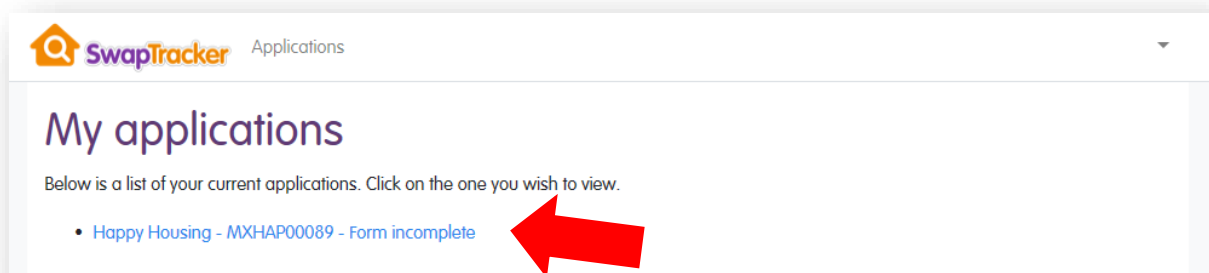 SwapTracker Applications
My applications
Below is a list of your current applications. Click on the one you wish to view.
• Happy Housing - MXHAP00089 - Form incomplete